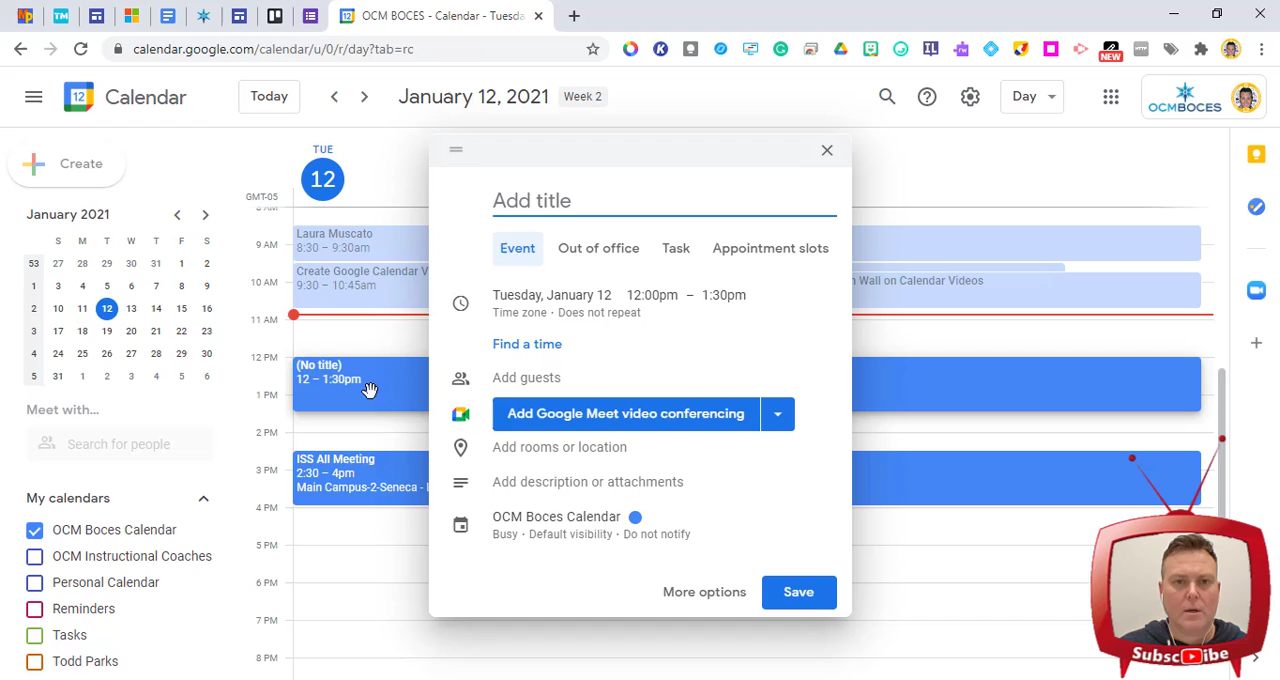 OCM BOCES - Calendar - Tuesda
calendar.google.com/calendar/u/0/r/day?tab=rc
NEW
Calendar
Today
January 12, 2021
Week 2
Day
OCMBOCES
Create
TUE
12
GMT-05
January 2021
S M T W T F S
53 27 28 29 30 31 1 2
1 3 4 5 6 7 8 9
2 10 11 12 13 14 15 16
3 17 18 19 20 21 22 23
4 24 25 26 27 28 29 30
5 31 1 2 3 4 5 6
Meet with...
Search for people
My calendars
OCM Boces Calendar
OCM Instructional Coaches
Personal Calendar
Reminders
Tasks
Todd Parks
9 AM
10 AM
11 AM
12 PM
1 PM
2 PM
3 PM
4 PM
5 PM
6 PM
7 PM
8 PM
Laura Muscato
8:30 – 9:30am
Create Google Calendar V
9:30 – 10:45am
Wall on Calendar Videos
(No title)
12 – 1:30pm
ISS All Meeting
2:30 – 4pm
Main Campus-2-Seneca -
Add title
Event Out of office Task Appointment slots
Tuesday, January 12 12:00pm – 1:30pm
Time zone · Does not repeat
Find a time
Add guests
Add Google Meet video conferencing
Add rooms or location
Add description or attachments
OCM Boces Calendar
Busy · Default visibility · Do not notify
More options
Save
Subscribe